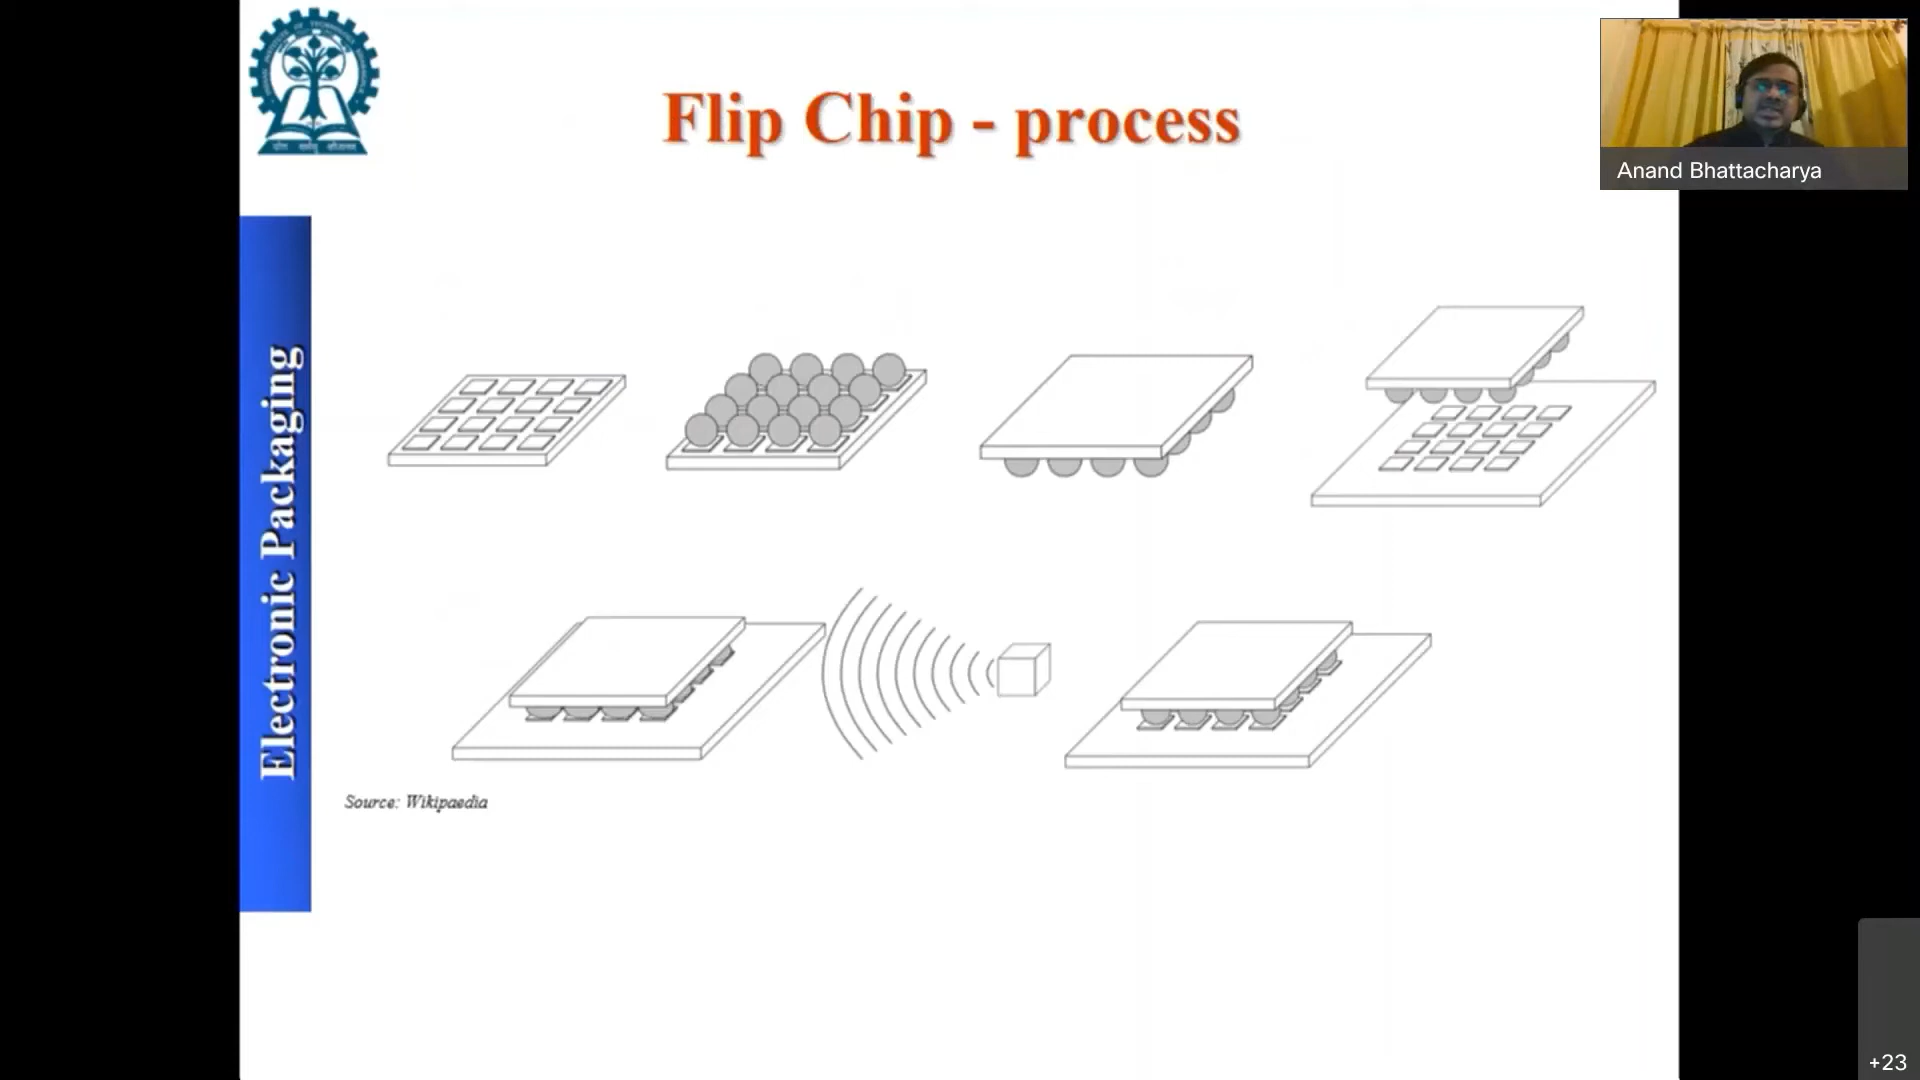 Flip Chip - process
Anand Bhattacharya
Electronic Packaging
Source: Wikipaedia
+23